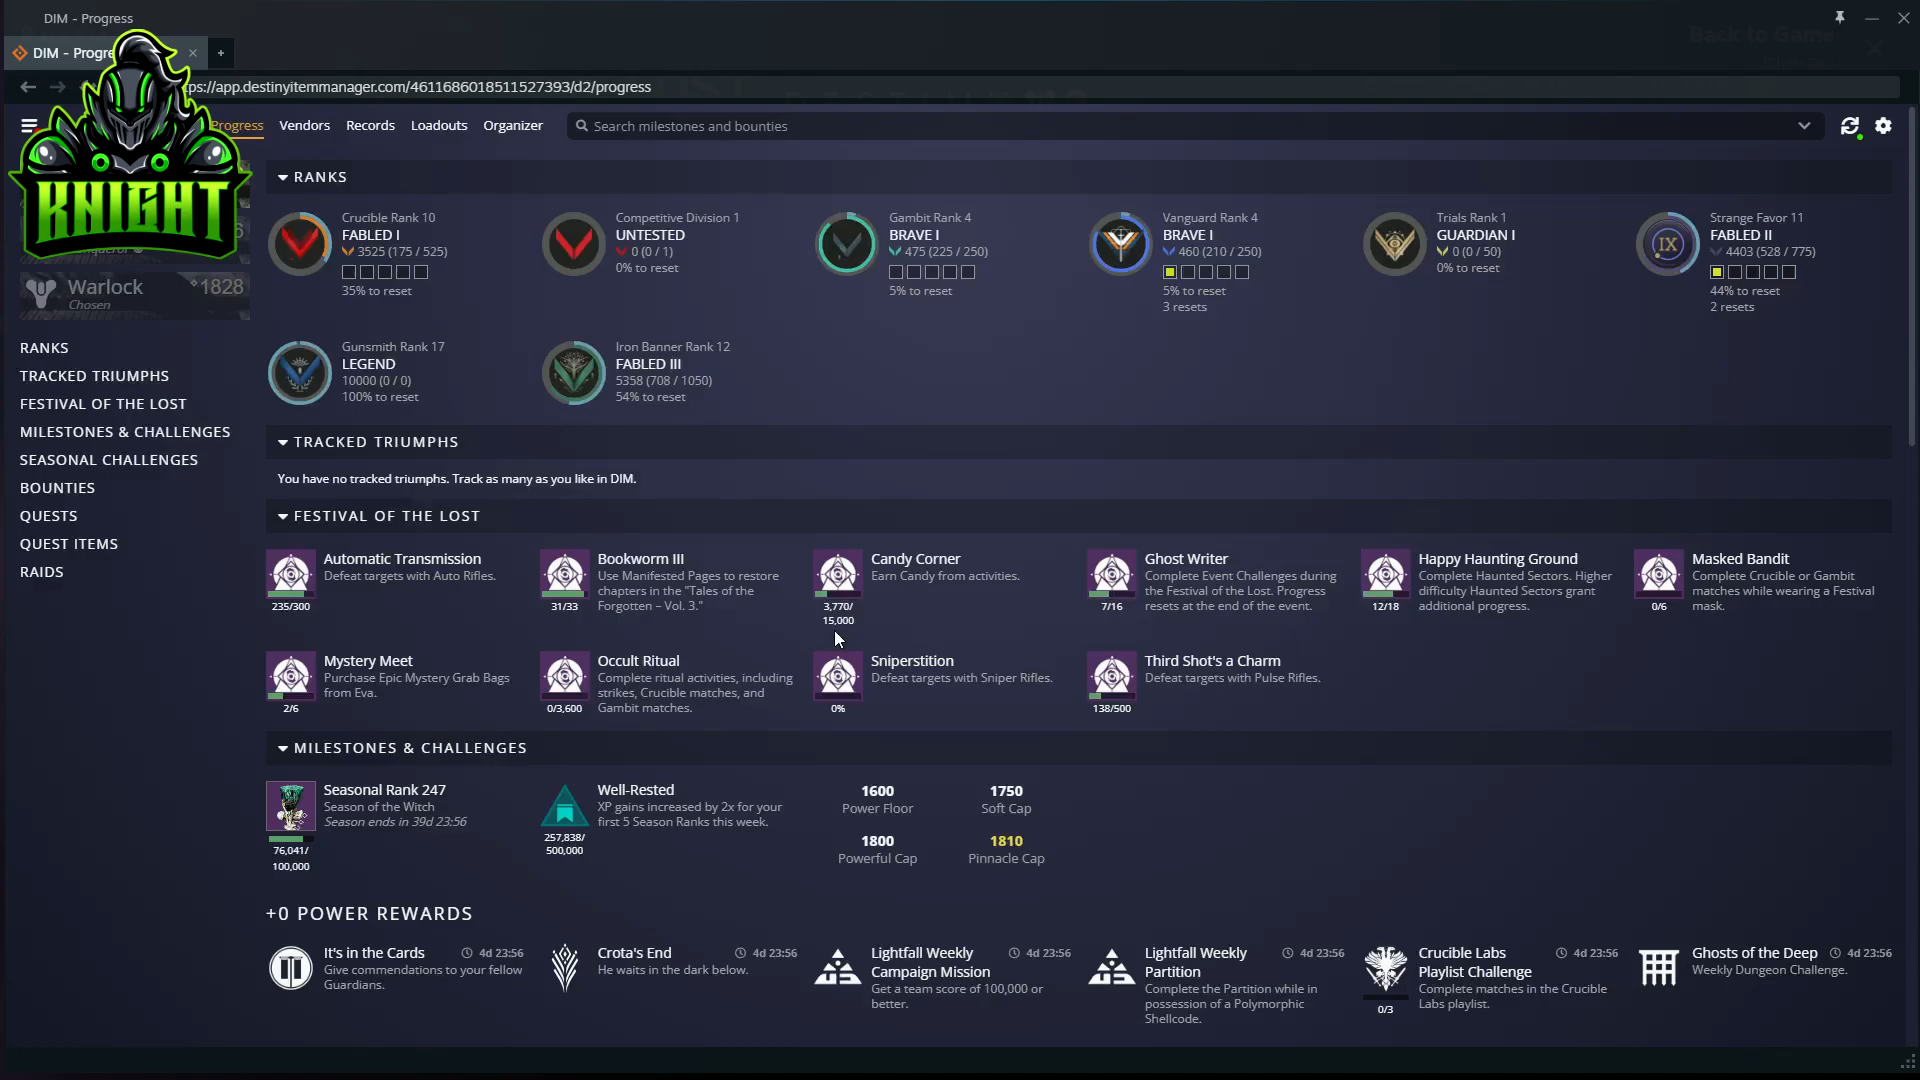 DIM - Progress
Back to Game
DIM - Progre
ps://app.destinyitemmanager.com/4611686018511527393/d2/progress
Progress
Vendors
Records
Loadouts
Organizer
Search milestones and bounties
KNIGHT
Warlock
1828
Chosen
RANKS
TRACKED TRIUMPHS
FESTIVAL OF THE LOST
MILESTONES & CHALLENGES
SEASONAL CHALLENGES
BOUNTIES
QUESTS
QUEST ITEMS
RAIDS
RANKS
Crucible Rank 10
FABLED I
3525 (175 / 525)
35% to reset
Competitive Division 1
UNTESTED
0 (0 / 1)
0% to reset
Gambit Rank 4
BRAVE I
475 (225 / 250)
5% to reset
Vanguard Rank 4
BRAVE I
460 (210 / 250)
5% to reset
3 resets
Trials Rank 1
GUARDIAN I
0 (0 / 50)
0% to reset
IX
Strange Favor 11
FABLED II
4403 (528 / 775)
44% to reset
2 resets
Gunsmith Rank 17
LEGEND
10000 (0 / 0)
100% to reset
Iron Banner Rank 12
FABLED III
5358 (708 / 1050)
54% to reset
TRACKED TRIUMPHS
You have no tracked triumphs. Track as many as you like in DIM.
FESTIVAL OF THE LOST
Automatic Transmission
Defeat targets with Auto Rifles.
235/300
Bookworm III
Use Manifested Pages to restore
chapters in the "Tales of the
Forgotten – Vol. 3."
31/33
Candy Corner
Earn Candy from activities.
3,770/
15,000
Ghost Writer
Complete Event Challenges during
the Festival of the Lost. Progress
resets at the end of the event.
7/16
Happy Haunting Ground
Complete Haunted Sectors. Higher
difficulty Haunted Sectors grant
additional progress.
12/18
Masked Bandit
Complete Crucible or Gambit
matches while wearing a Festival
mask.
0/6
Mystery Meet
Purchase Epic Mystery Grab Bags
from Eva.
2/6
Occult Ritual
Complete ritual activities, including
strikes, Crucible matches, and
Gambit matches.
0/3,600
Sniperstition
Defeat targets with Sniper Rifles.
0%
Third Shot's a Charm
Defeat targets with Pulse Rifles.
138/500
MILESTONES & CHALLENGES
Seasonal Rank 247
Season of the Witch
Season ends in 39d 23:56
76,041/
100,000
Well-Rested
XP gains increased by 2x for your
first 5 Season Ranks this week.
257,838/
500,000
1600
Power Floor
1750
Soft Cap
1800
Powerful Cap
1810
Pinnacle Cap
+0 POWER REWARDS
It's in the Cards
4d 23:56
Give commendations to your fellow
Guardians.
Crota's End
4d 23:56
He waits in the dark below.
Lightfall Weekly
Campaign Mission
4d 23:56
Get a team score of 100,000 or
better.
Lightfall Weekly
Partition
4d 23:56
Complete the Partition while in
possession of a Polymorphic
Shellcode.
Crucible Labs
Playlist Challenge
4d 23:56
Complete matches in the Crucible
Labs playlist.
0/3
Ghosts of the Deep
4d 23:56
Weekly Dungeon Challenge.